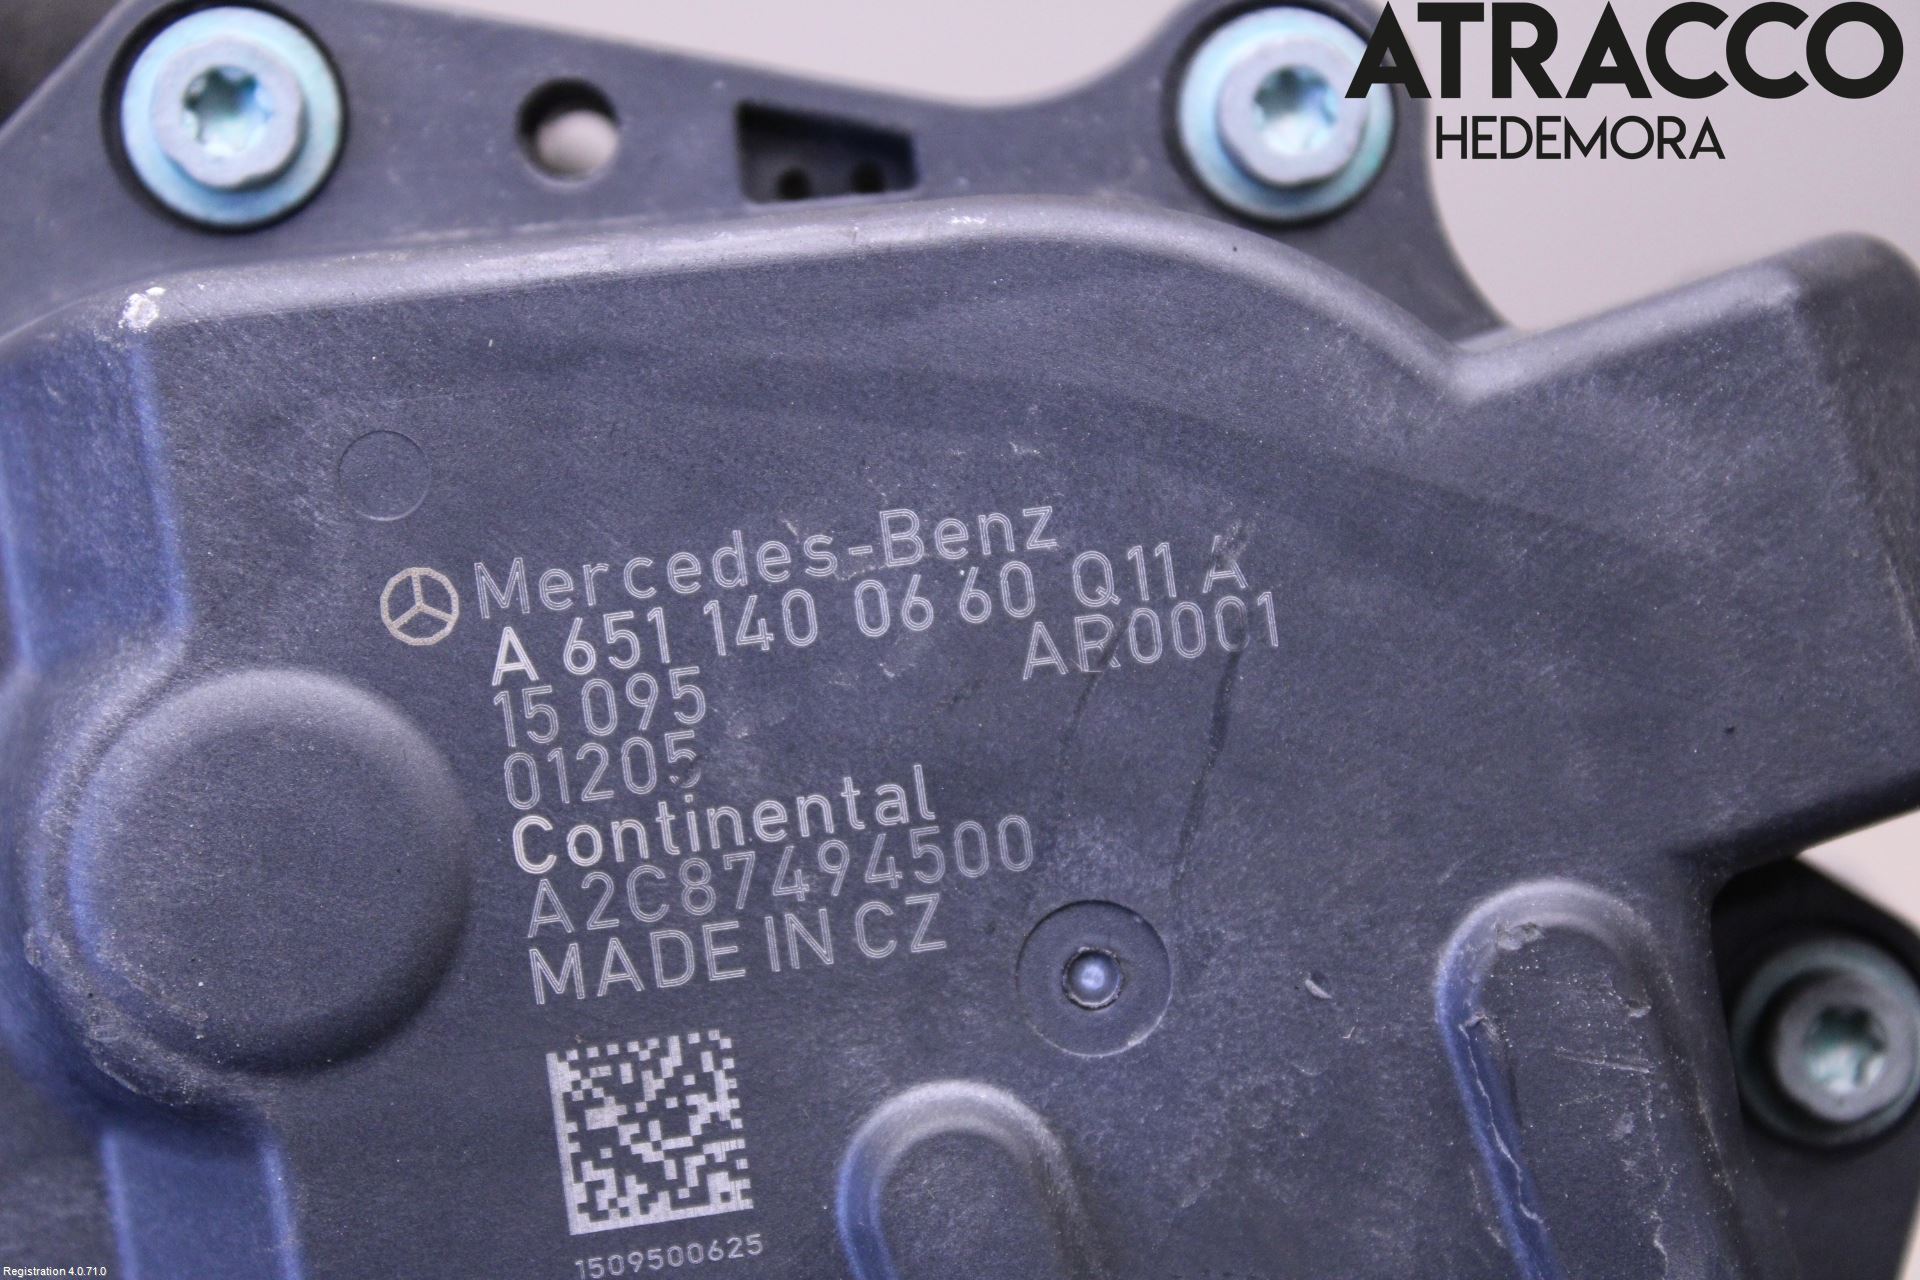 ATRACCO
HEDEMORA
Mercedes-Benz
A 651 140 06 60 Q11 A
15 095 AR0001
01205
Continental
A2C87494500
MADE IN CZ
1509500625
Registration 4.0.71.0